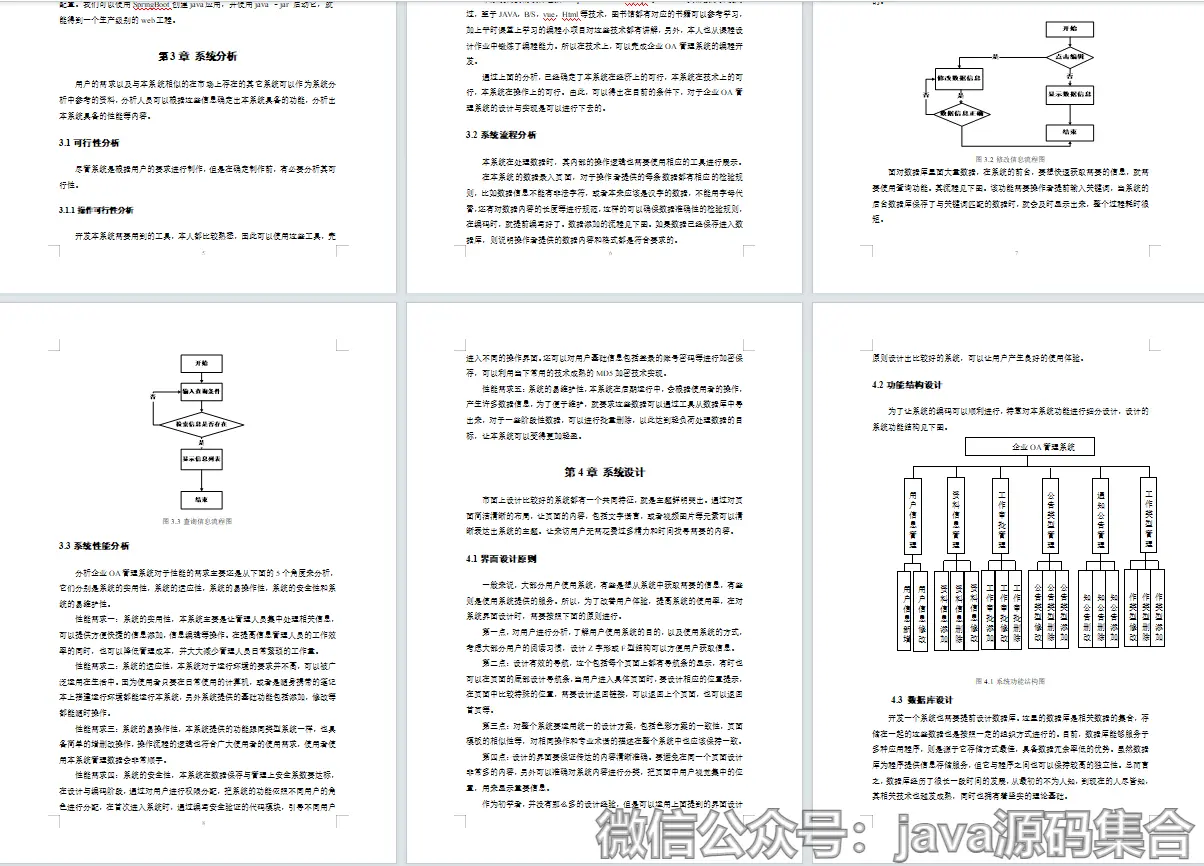 配置。我们可以使用 SpringBoot 创建 java 应用，并使用 java －jar 启动它，就
能得到一个生产级别的 web 工程。
第 3 章 系统分析
用户的需求以及与本系统相似的在市场上存在的其它系统可以作为系统分
析中参考的资料，分析人员可以根据这些信息确定出本系统具备的功能，分析出
本系统具备的性能等内容。
3.1 可行性分析
尽管系统是根据用户的要求进行制作，但是在确定制作前，有必要分析其可
行性。
3.1.1 操作可行性分析
开发本系统需要用到的工具，本人都比较熟悉，因此可以使用这些工具，完
5
过，至于 JAVA，B/S，vue，Html 等技术，图书馆都有对应的书籍可以参考学习，
加上平时课堂上学习的编程小项目对这些技术都有讲解，另外，本人也从课程设
计作业中锻炼了编程能力。所以在技术上，可以完成企业 OA 管理系统的编程开
发。
通过上面的分析，已经确定了本系统在经济上的可行，本系统在技术上的可
行，本系统在操作上的可行。由此，可以得出在目前的条件下，对于企业 OA 管
理系统的设计与实现是可以进行下去的。
3.2 系统流程分析
本系统在处理数据时，其内部的操作逻辑也需要使用相应的工具进行展示。
在本系统的数据录入页面，对于操作者提供的每条数据都有相应的检验规
则，比如数据信息不能有非法字符，或者本来应该是汉字的数据，不能用字母代
替，还有对数据内容的长度等进行规范，这样的可以确保数据准确性的检验规则，
在编码时，就提前编写好了。数据添加的流程见下图。如果数据已经保存进入数
据库，则说明操作者提供的数据内容和格式都是符合要求的。
6
开始
点击编辑
是
否
修改数据信息
显示数据信息
是
否
数据信息正确
结束
图 3.2 修改信息流程图
面对数据库里面大量数据，在系统的前台，要想快速获取需要的信息，就需
要使用查询功能。其流程见下图。该功能需要操作者提前输入关键词，当系统的
后台数据库保存了与关键词匹配的数据时，就会及时显示出来，整个过程耗时很
短。
7
开始
输入查询条件
否
检索信息是否存在
是
显示信息列表
结束
图 3.3 查询信息流程图
3.3 系统性能分析
分析企业 OA 管理系统对于性能的需求主要还是从下面的 5 个角度来分析，
它们分别是系统的实用性，系统的适应性，系统的易操作性，系统的安全性和系
统的易维护性。
性能需求一：系统的实用性，本系统主要是让管理人员集中处理相关信息，
可以提供方便快捷的信息添加，信息编辑等操作。在提高信息管理人员的工作效
率的同时，也可以降低管理成本，并大大减少管理人员日常繁琐的工作量。
性能需求二：系统的适应性，本系统对于运行环境的要求并不高，可以被广
泛运用在生活中。因为使用者只要在日常使用的计算机，或者是随身携带的笔记
本上搭建运行环境都能运行本系统，另外系统提供的基础功能包括添加，修改等
都能随时操作。
性能需求三：系统的易操作性，本系统提供的功能跟同类型系统一样，也具
备简单的增删改操作，操作流程的逻辑也符合广大使用者的使用需求，使用者使
用本系统管理数据会非常顺手。
性能需求四：系统的安全性，本系统在数据保存与管理上安全系数要达标，
在设计与编码阶段，通过对用户进行权限分配，把系统的功能依照不同用户的角
色进行分配，在首次进入系统时，通过编写安全验证的代码模块，引导不同用户
8
进入不同的操作界面。还可以对用户基础信息包括登录的账号密码等进行加密保
存，可以利用当下常用的技术成熟的 MD5 加密技术实现。
性能需求五：系统的易维护性，本系统在后期运行中，会根据使用者的操作，
产生许多数据信息，为了便于维护，就要求这些数据可以通过工具从数据库中导
出来，对于一些阶段性数据，可以进行批量删除，以此达到轻负荷处理数据的目
标，让本系统可以变得更加轻盈。
第 4 章 系统设计
市面上设计比较好的系统都有一个共同特征，就是主题鲜明突出。通过对页
面简洁清晰的布局，让页面的内容，包括文字语言，或者视频图片等元素可以清
晰表达出系统的主题。让来访用户无需花费过多精力和时间找寻需要的内容。
4.1 界面设计原则
一般来说，大部分用户使用系统，有些是想从系统中获取需要的信息，有些
则是使用系统提供的服务。所以，为了改善用户体验，提高系统的使用率，在对
系统界面设计时，需要按照下面的原则进行。
第一点，对用户进行分析，了解用户使用系统的目的，以及使用系统的方式，
考虑大部分用户的阅读习惯，设计 Z 字形或 F 型结构可以方便用户获取信息。
第二点：设计有效的导航，这个包括每个页面上都有导航条的显示，有时也
可以在页面的底部设计导航条，当用户进入具体页面时，要设计相应的位置提示，
在页面中比较特殊的位置，需要设计返回链接，可以返回上个页面，也可以返回
首页等。
第三点：对整个系统要运用统一的设计方案，包括色彩方案的一致性，页面
模板的相似性等，对相同操作和专业术语的描述在整个系统中也应该保持一致。
第四点：设计的界面要保证传达的内容清晰准确。要避免在同一个页面设计
非常多的内容，另外可以准确对系统内容进行分类，把页面中用户视觉集中的位
置，用来显示重要信息。
作为初学者，并没有那么多的设计经验，但是可以运用上面提到的界面设计
原则设计出比较好的系统，可以让用户产生良好的使用体验。
4.2 功能结构设计
为了让系统的编码可以顺利进行，特意对本系统功能进行细分设计，设计的
系统功能结构见下图。
企业 OA 管理系统
用户信息管理
资料信息管理
工作审批管理
公告类型管理
通知公告管理
工作类型管理
用户信息新增
用户信息修改
资料信息修改
资料信息删除
资料信息修改
工作审批添加
工作审批修改
工作审批删除
公告类型修改
公告类型删除
公告类型添加
图 4.1 系统功能结构图
4.3 数据库设计
开发一个系统也需要提前设计数据库。这里的数据库是相关数据的集合，存
储在一起的这些数据也是按照一定的组织方式进行的。目前，数据库能够服务于
多种应用程序，则是源于它存储方式最佳，具备数据冗余率低的优势。虽然数据
库为程序提供信息存储服务，但它与程序之间也可以保持较高的独立性。总而言
之，数据库经历了很长一段时间的发展，从最初的不为人知，到现在的人尽皆知，
其相关技术也越发成熟，同时也拥有着坚实的理论基础。
微信公众号：java源码集合